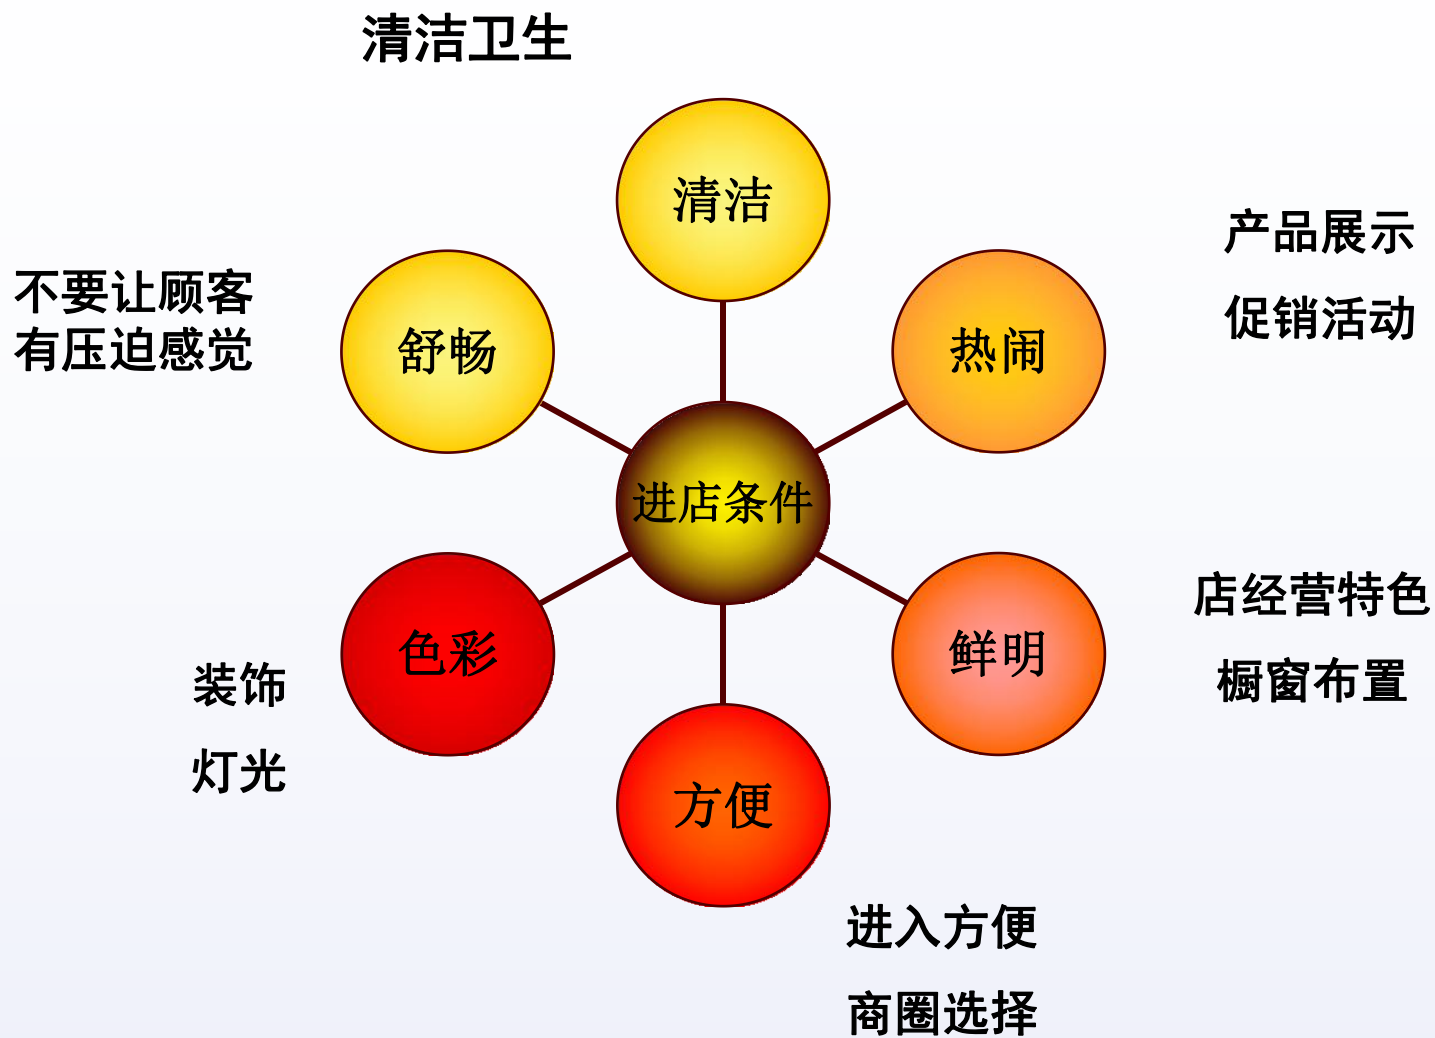 清洁卫生
清洁
产品展示
促销活动
热闹
不要让顾客
有压迫感觉
舒畅
进店条件
店经营特色
橱窗布置
鲜明
色彩
装饰
灯光
方便
进入方便
商圈选择